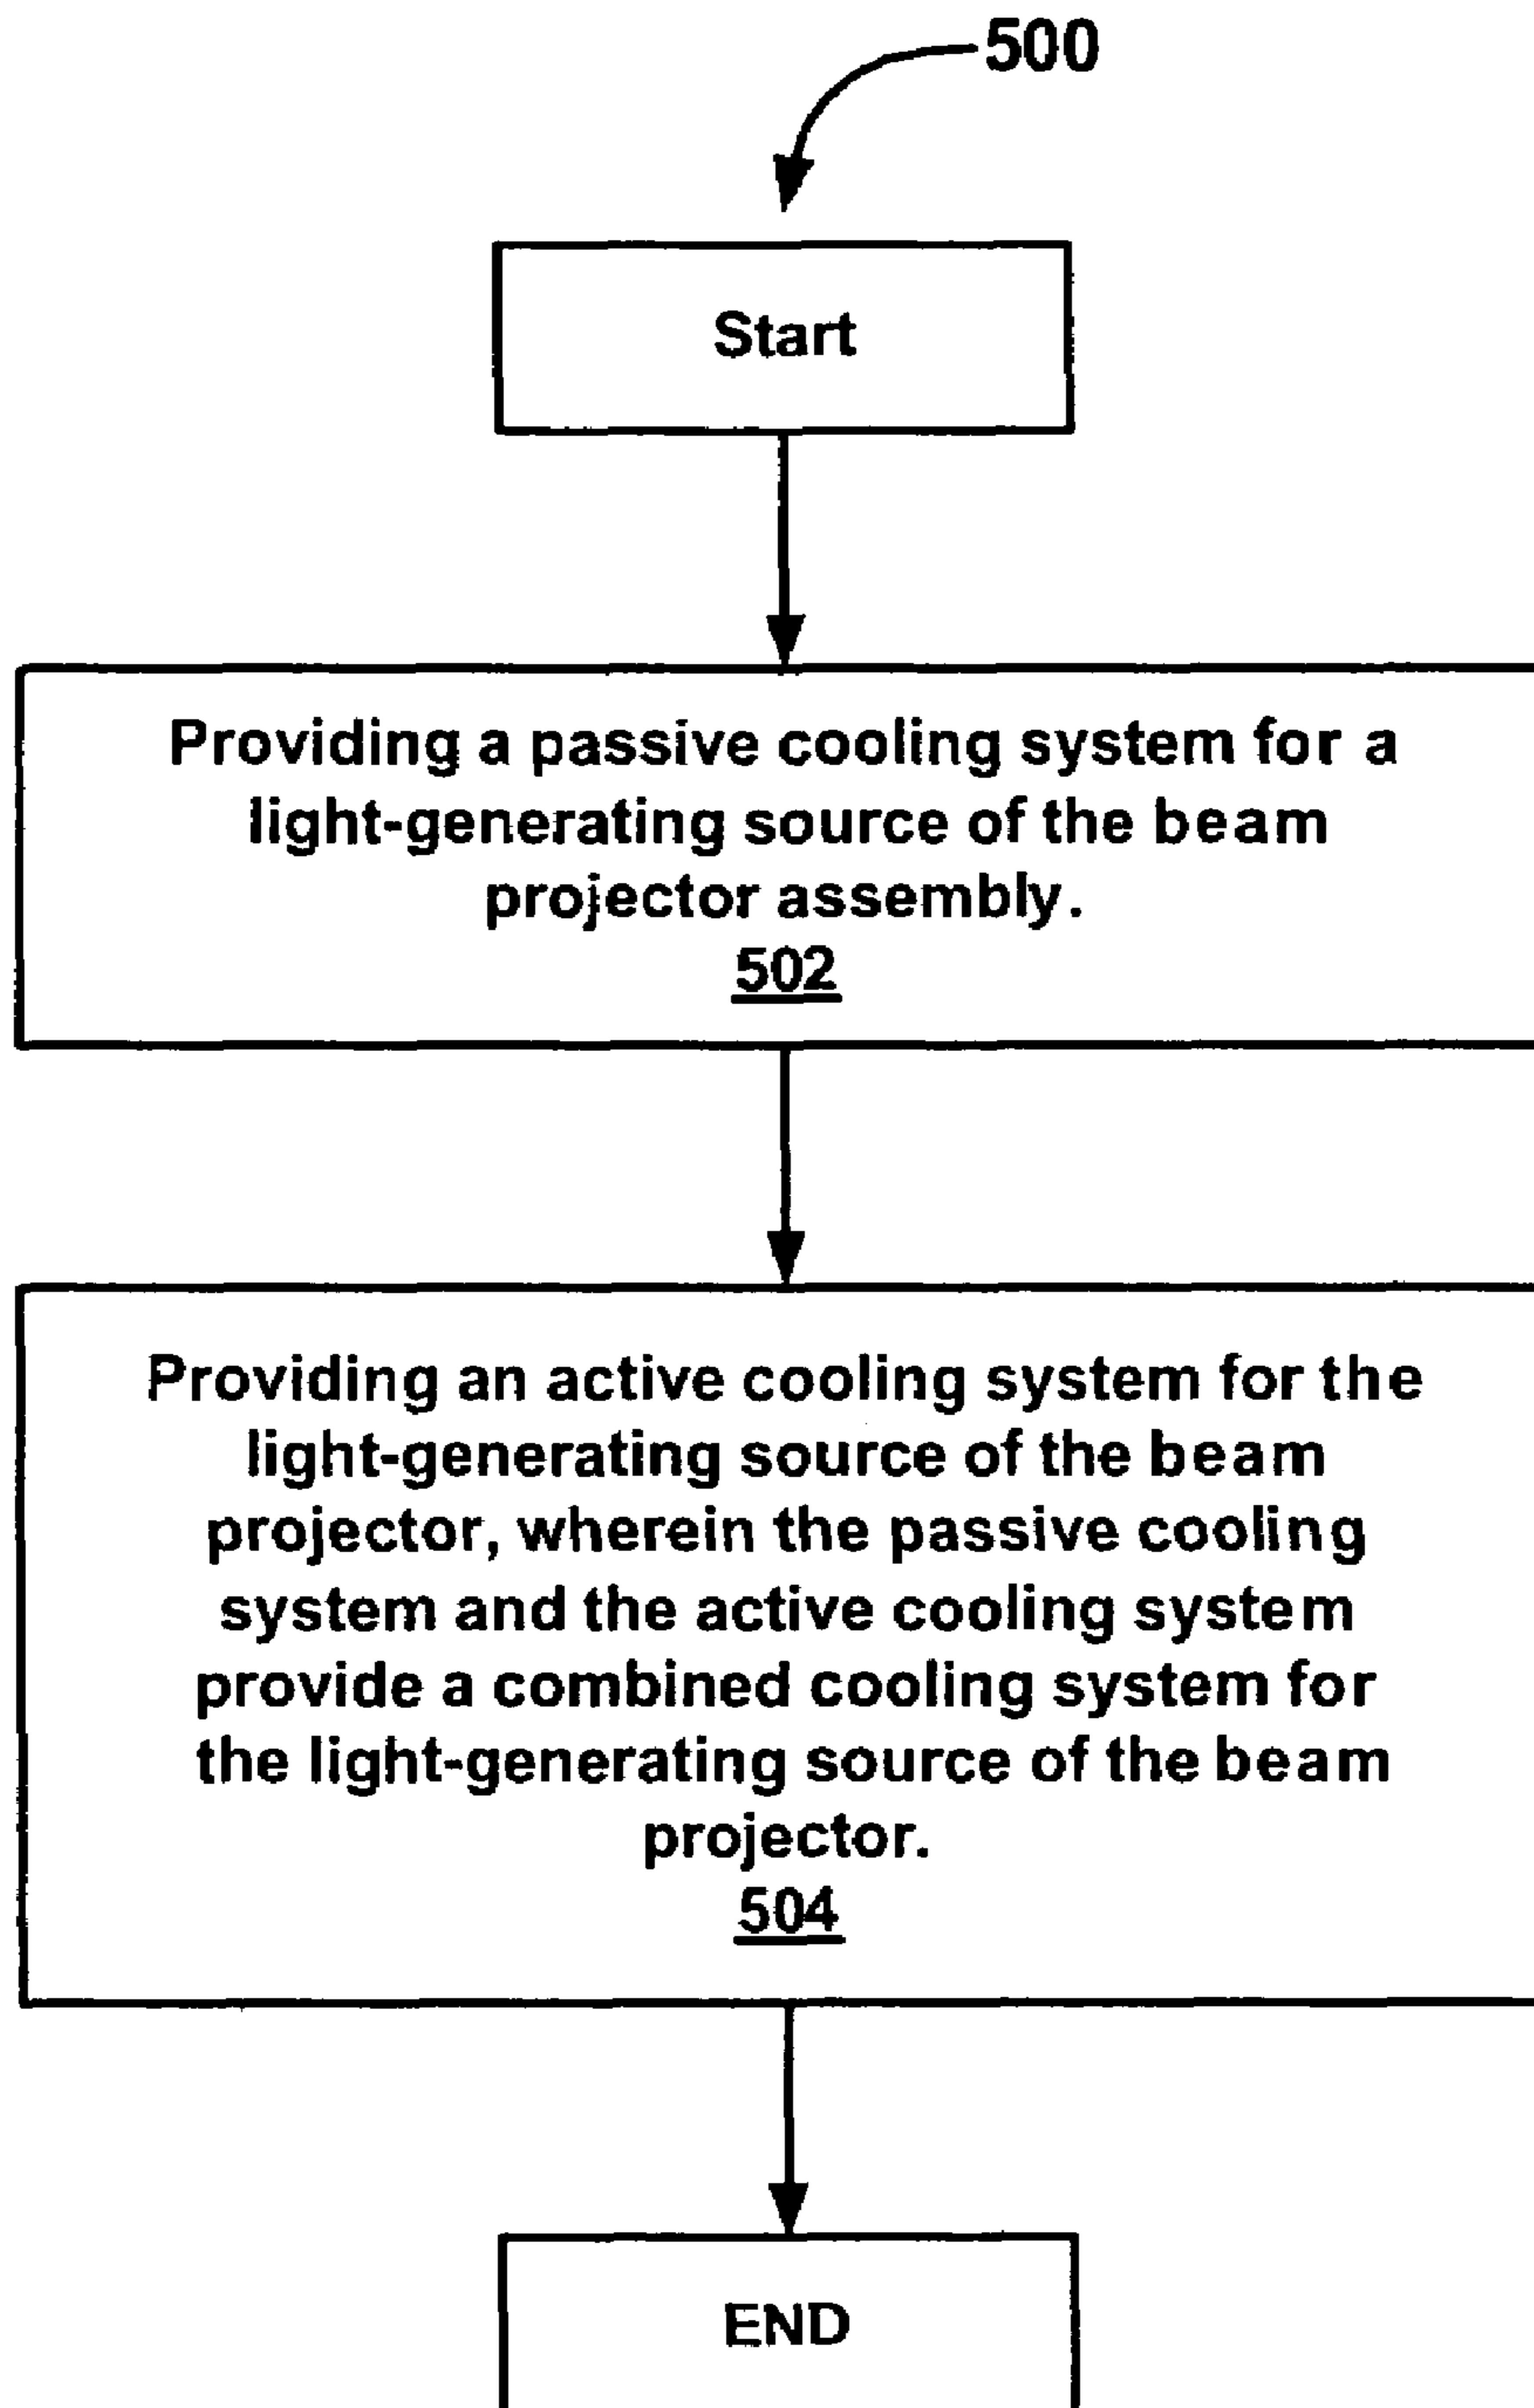 500
Start
Providing a passive cooling system for a
light-generating source of the beam
projector assembly.
502
Providing an active cooling system for the
light-generating source of the beam
projector, wherein the passive cooling
system and the active cooling system
provide a combined cooling system for
the light-generating source of the beam
projector.
504
END